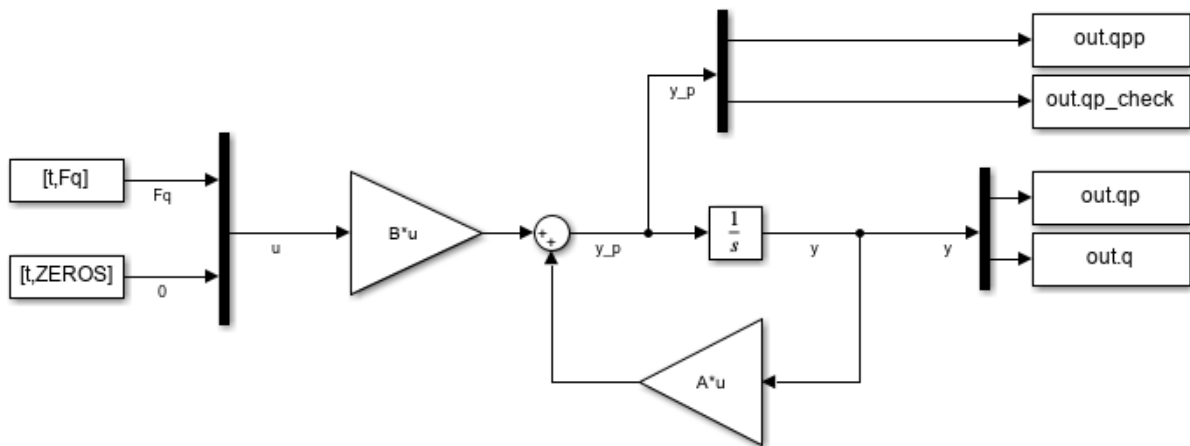 out.qpp
y_p
out.qp_check
[t,Fq]
Fq
u
B*u
+
+
y_p
1
s
y
y
out.qp
out.q
[t,ZEROS]
0
A*u